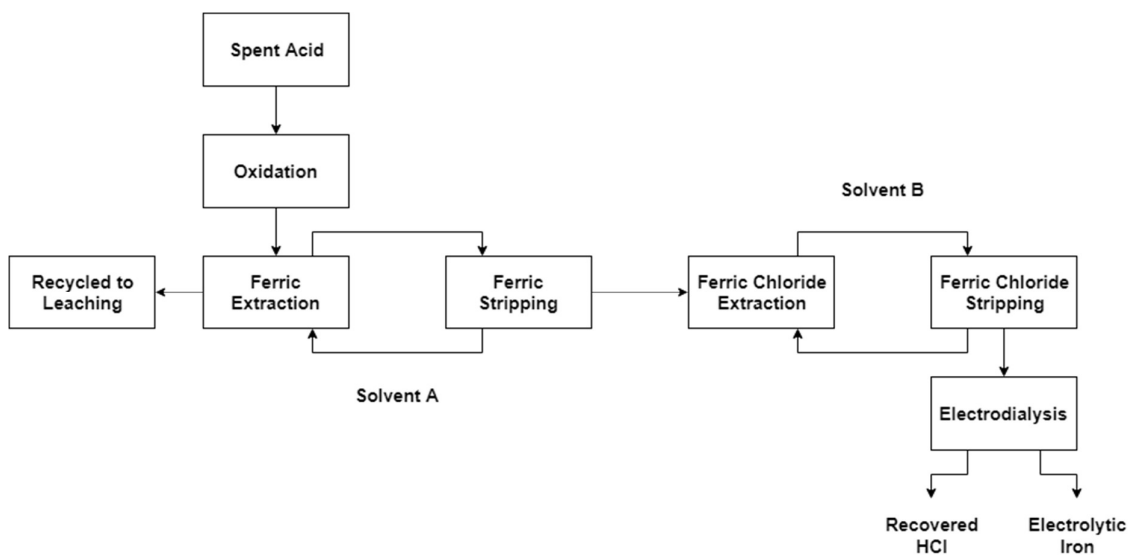 Spent Acid
Oxidation
Solvent B
Recycled to
Leaching
Ferric
Extraction
Ferric
Stripping
Ferric Chloride
Extraction
Ferric Chloride
Stripping
Solvent A
Electrodialysis
Recovered
HCl
Electrolytic
Iron